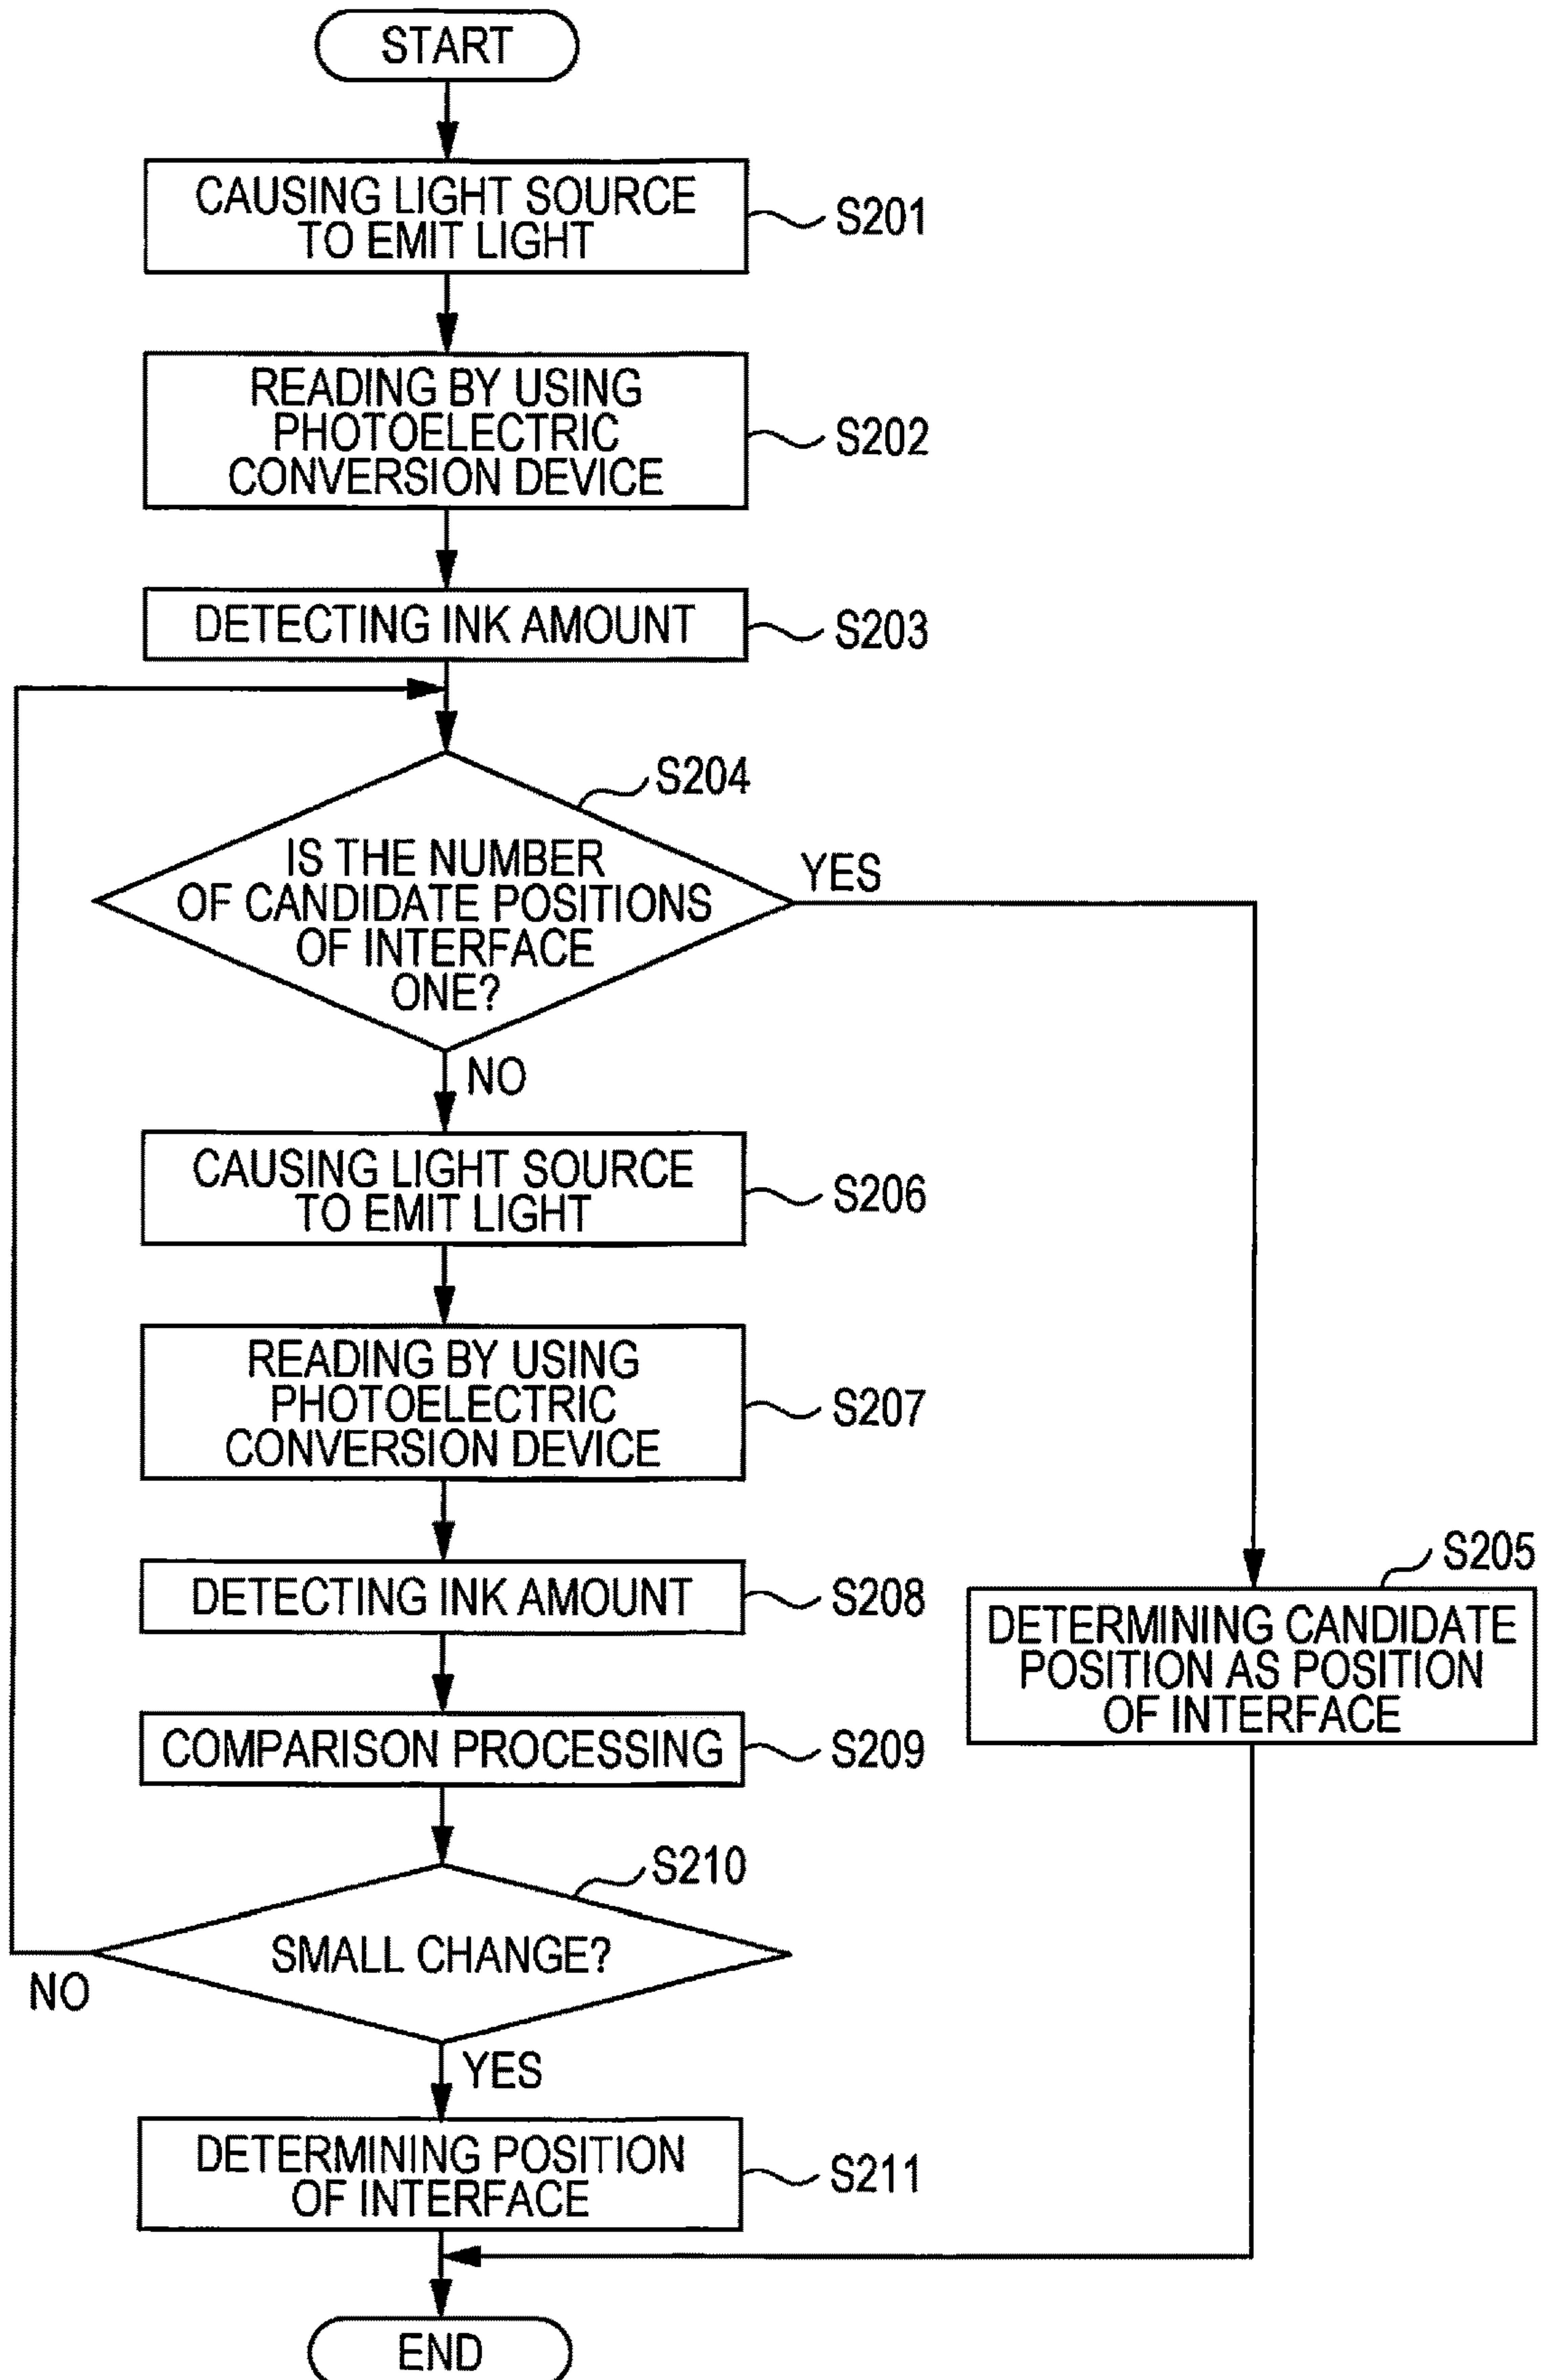 START
CAUSING LIGHT SOURCE
TO EMIT LIGHT
S201
READING BY USING
PHOTOELECTRIC
CONVERSION DEVICE
S202
DETECTING INK AMOUNT
S203
S204
IS THE NUMBER
OF CANDIDATE POSITIONS
OF INTERFACE
ONE?
YES
NO
CAUSING LIGHT SOURCE
TO EMIT LIGHT
S206
READING BY USING
PHOTOELECTRIC
CONVERSION DEVICE
S207
DETECTING INK AMOUNT
S208
S205
DETERMINING CANDIDATE
POSITION AS POSITION
OF INTERFACE
COMPARISON PROCESSING
S209
S210
SMALL CHANGE?
NO
YES
DETERMINING POSITION
OF INTERFACE
S211
END